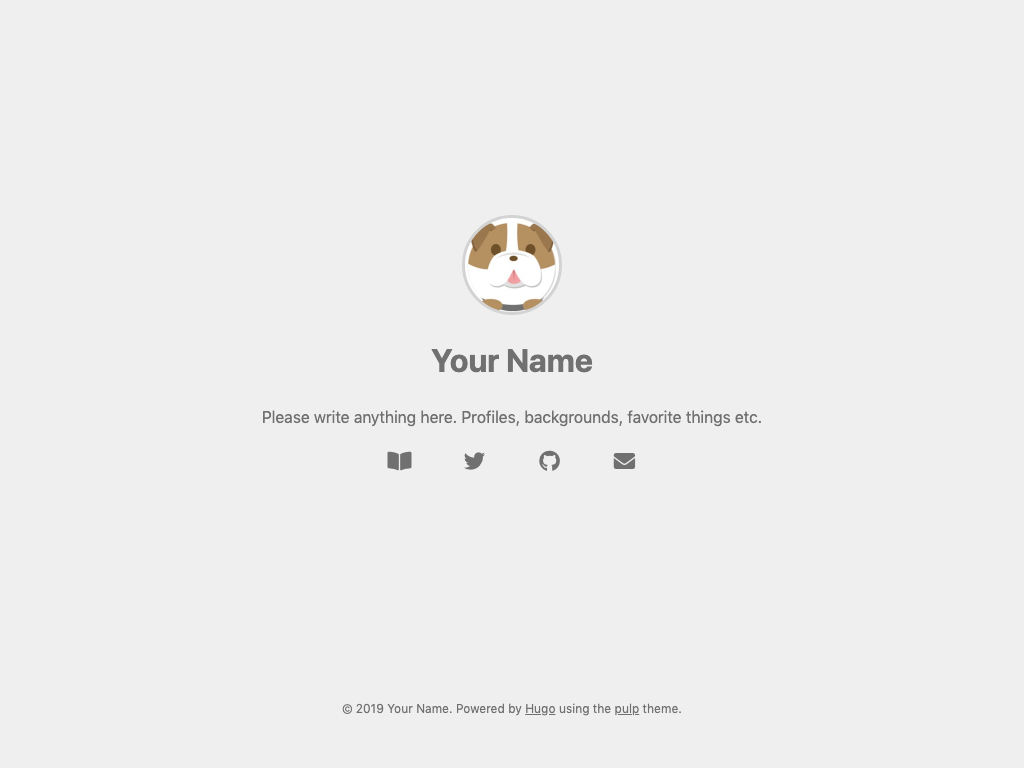 Your Name
Please write anything here. Profiles, backgrounds, favorite things etc.
© 2019 Your Name. Powered by Hugo using the pulp theme.